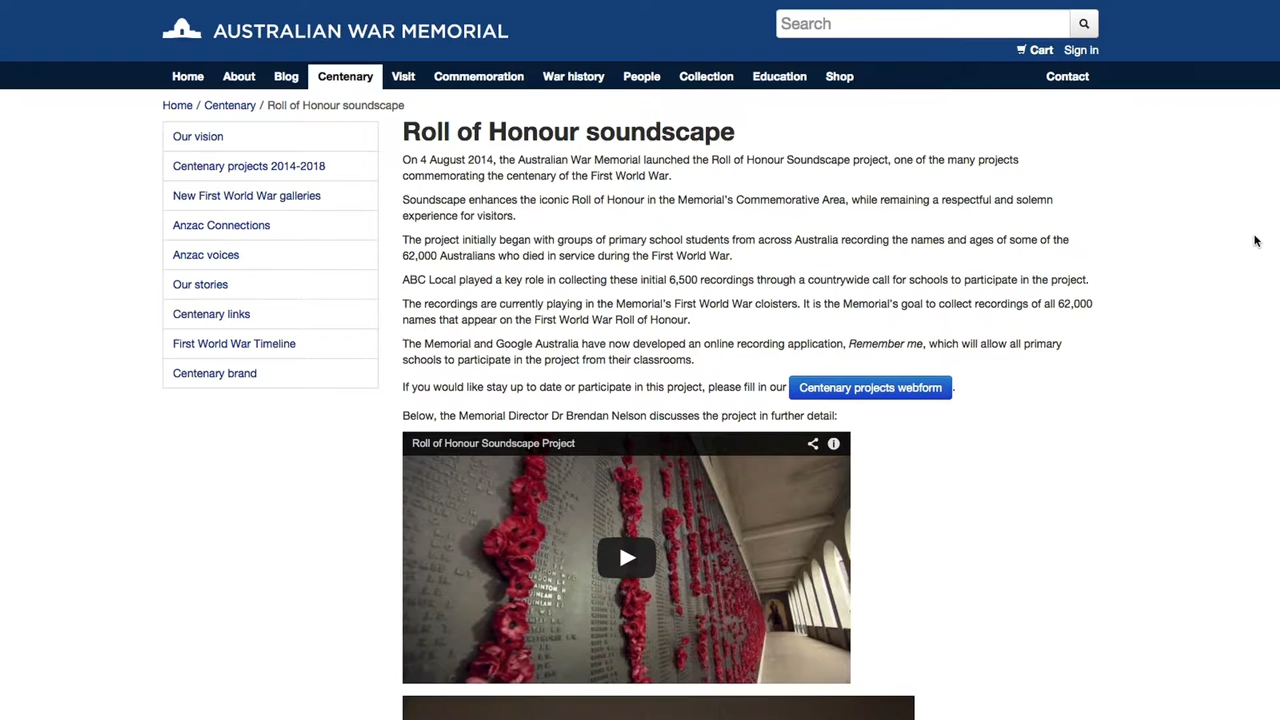 AUSTRALIAN WAR MEMORIAL
Search
Cart Sign in
Home About Blog Centenary Visit Commemoration War history People Collection Education Shop Contact
Home / Centenary / Roll of Honour soundscape
Our vision
Centenary projects 2014-2018
New First World War galleries
Anzac Connections
Anzac voices
Our stories
Centenary links
First World War Timeline
Centenary brand
Roll of Honour soundscape
On 4 August 2014, the Australian War Memorial launched the Roll of Honour Soundscape project, one of the many projects
commemorating the centenary of the First World War.
Soundscape enhances the iconic Roll of Honour in the Memorial's Commemorative Area, while remaining a respectful and solemn
experience for visitors.
The project initially began with groups of primary school students from across Australia recording the names and ages of some of the
62,000 Australians who died in service during the First World War.
ABC Local played a key role in collecting these initial 6,500 recordings through a countrywide call for schools to participate in the project.
The recordings are currently playing in the Memorial's First World War cloisters. It is the Memorial's goal to collect recordings of all 62,000
names that appear on the First World War Roll of Honour.
The Memorial and Google Australia have now developed an online recording application, Remember me, which will allow all primary
schools to participate in the project from their classrooms.
If you would like stay up to date or participate in this project, please fill in our Centenary projects webform.
Below, the Memorial Director Dr Brendan Nelson discusses the project in further detail:
Roll of Honour Soundscape Project